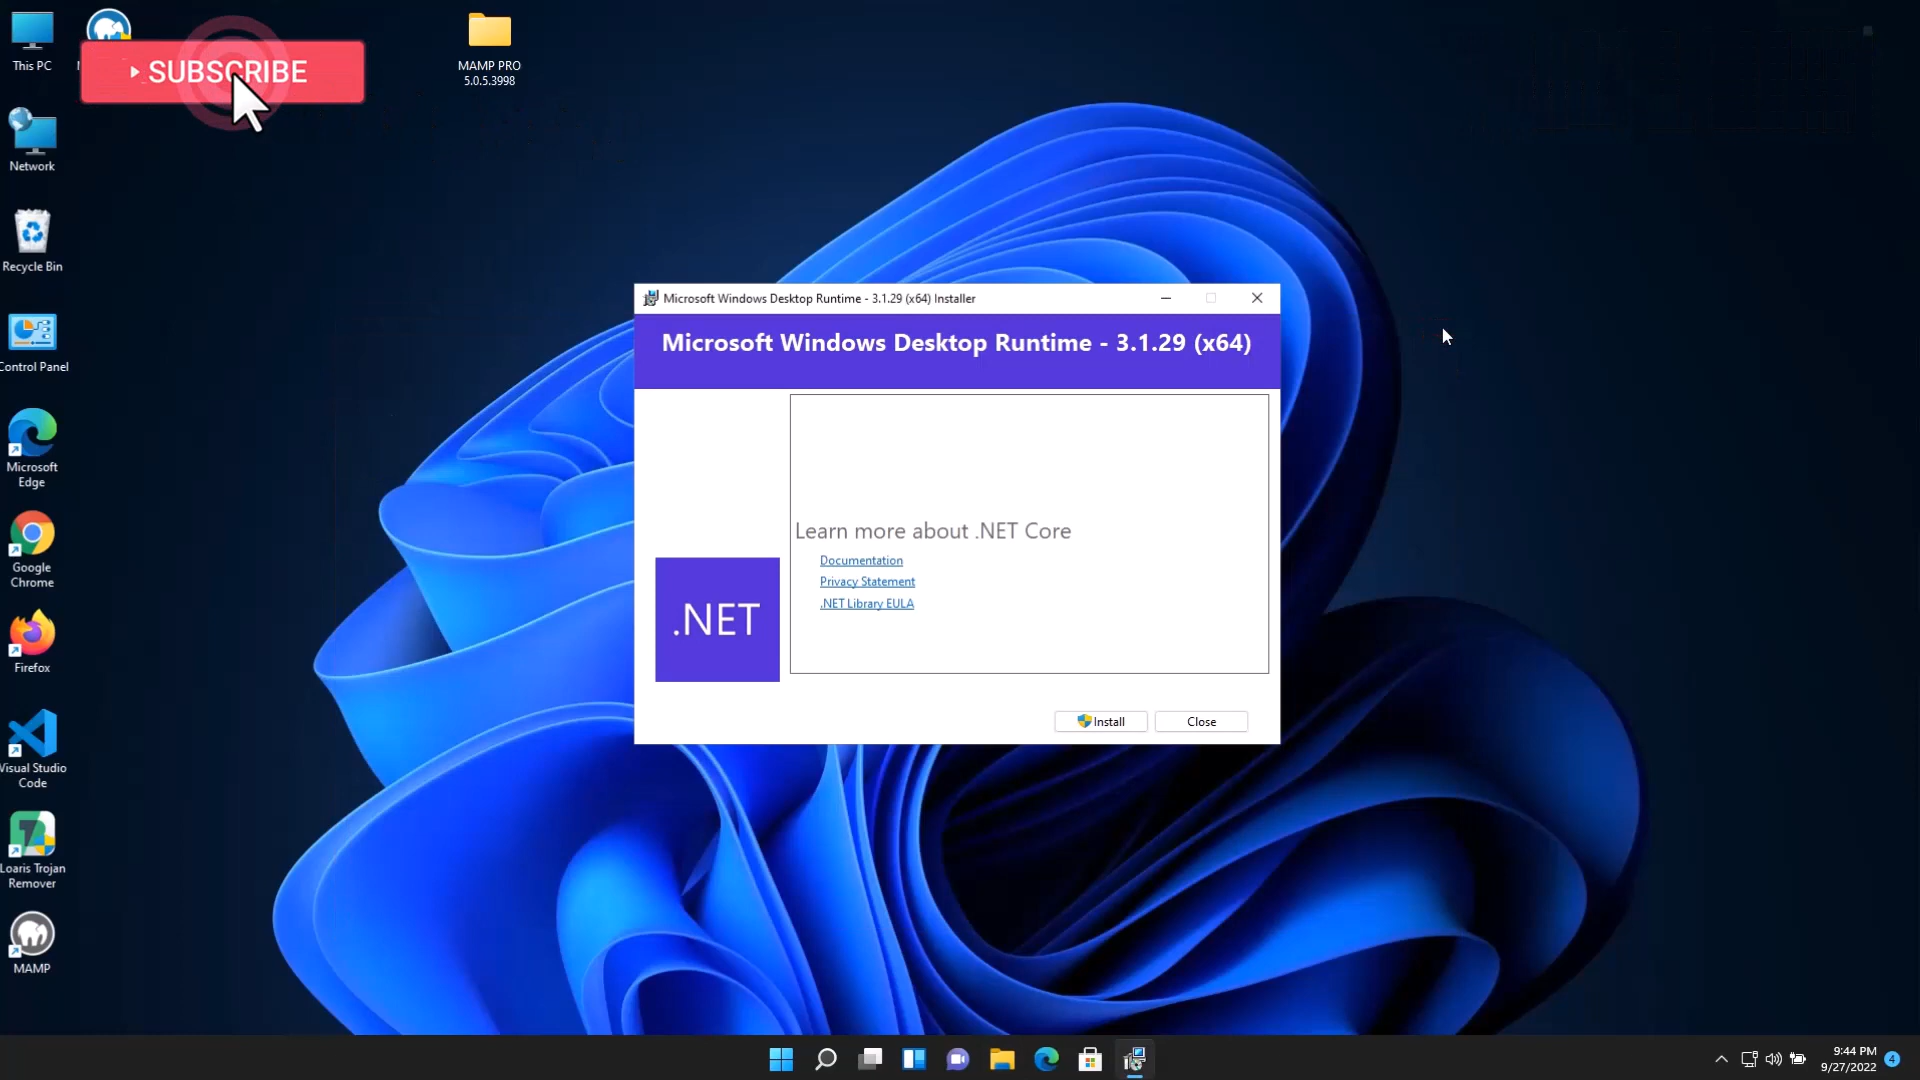 This PC
SUBSCRIBE
MAMP PRO
5.0.5.3998
Network
Recycle Bin
Control Panel
Microsoft
Edge
Google
Chrome
Firefox
Visual Studio
Code
Loaris Trojan
Remover
MAMP
Microsoft Windows Desktop Runtime - 3.1.29 (x64) Installer
Microsoft Windows Desktop Runtime - 3.1.29 (x64)
.NET
Learn more about .NET Core
Documentation
Privacy Statement
.NET Library EULA
Install
Close
9:44 PM
9/27/2022
4